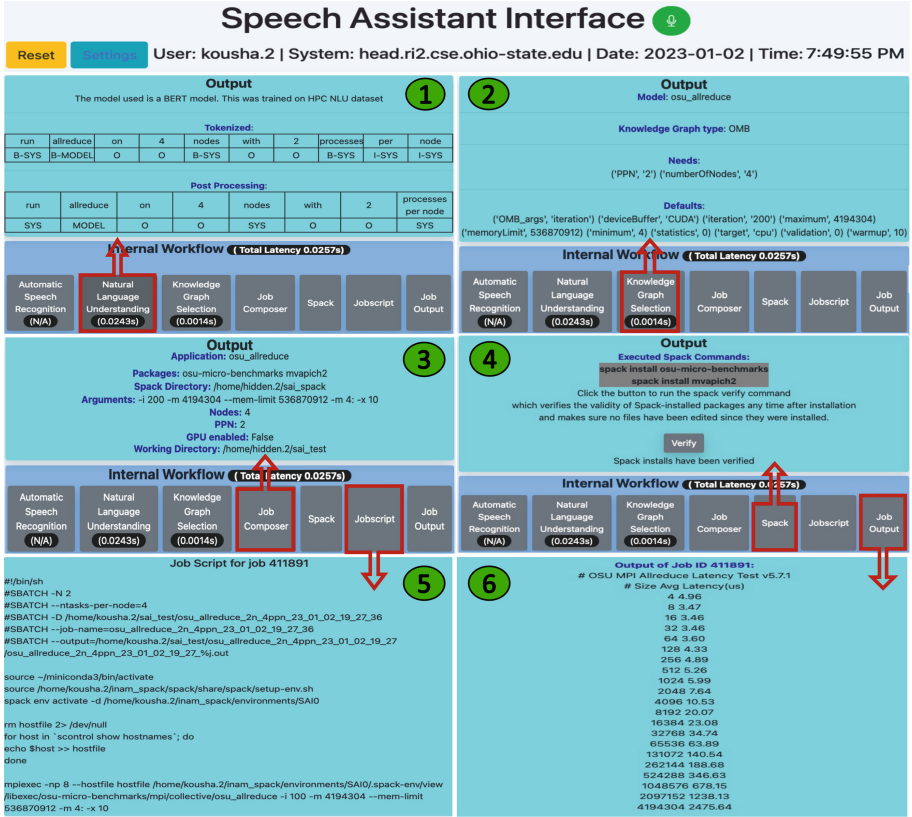 Speech Assistant Interface
Reset Settings User: kousha.2 | System: head.ri2.cse.ohio-state.edu | Date: 2023-01-02 | Time: 7:49:55 PM
Output
1
The model used is a BERT model. This was trained on HPC NLU dataset
Tokenized:
run allreduce on 4 nodes with 2 processes per node
B-SYS B-MODEL O O B-SYS O O B-SYS I-SYS I-SYS
Post Processing:
run allreduce on 4 nodes with 2 processes per node
SYS MODEL O O SYS O O SYS
Internal Workflow (Total Latency 0.0257s)
Automatic Speech Recognition (N/A)
Natural Language Understanding (0.0243s)
Knowledge Graph Selection (0.0014s)
Job Composer
Spack
Jobscript
Job Output
2
Output
Model: osu_allreduce
Knowledge Graph type: OMB
Needs:
('PPN', '2') ('numberOfNodes', '4')
Defaults:
('OMB_args', 'iteration') ('deviceBuffer', 'CUDA') ('iteration', '200') ('maximum', 4194304)
('memoryLimit', 536870912) ('minimum', 4) ('statistics', 0) ('target', 'cpu') ('validation', 0) ('warmup', 10)
Internal Workflow (Total Latency 0.0257s)
Automatic Speech Recognition (N/A)
Natural Language Understanding (0.0243s)
Knowledge Graph Selection (0.0014s)
Job Composer
Spack
Jobscript
Job Output
Output
3
Application: osu_allreduce
Packages: osu-micro-benchmarks mvapich2
Spack Directory: /home/hidden.2/sai_spack
Arguments: -i 200 -m 4194304 --mem-limit 536870912 -m 4: -x 10
Nodes: 4
PPN: 2
GPU enabled: False
Working Directory: /home/hidden.2/sai_test
Internal Workflow (Total Latency 0.0257s)
Automatic Speech Recognition (N/A)
Natural Language Understanding (0.0243s)
Knowledge Graph Selection (0.0014s)
Job Composer
Spack
Jobscript
Job Output
4
Output
Executed Spack Commands:
spack install osu-micro-benchmarks
spack install mvapich2
Click the button to run the spack verify command
which verifies the validity of Spack-installed packages any time after installation
and makes sure no files have been edited since they were installed.
Verify
Spack installs have been verified
Internal Workflow (Total Latency 0.0257s)
Automatic Speech Recognition (N/A)
Natural Language Understanding (0.0243s)
Knowledge Graph Selection (0.0014s)
Job Composer
Spack
Jobscript
Job Output
Job Script for job 411891
5
#!/bin/sh
#SBATCH -N 2
#SBATCH --ntasks-per-node=4
#SBATCH -D /home/kousha.2/sai_test/osu_allreduce_2n_4ppn_23_01_02_19_27_36
#SBATCH --job-name=osu_allreduce_2n_4ppn_23_01_02_19_27_36
#SBATCH --output=/home/kousha.2/sai_test/osu_allreduce_2n_4ppn_23_01_02_19_27
/osu_allreduce_2n_4ppn_23_01_02_19_27_%j.out
source ~/miniconda3/bin/activate
source /home/kousha.2/inam_spack/spack/share/spack/setup-env.sh
spack env activate -d /home/kousha.2/inam_spack/environments/SAI0
rm hostfile 2> /dev/null
for host in `scontrol show hostnames`; do
echo $host >> hostfile
done
mpiexec -np 8 --hostfile hostfile /home/kousha.2/inam_spack/environments/SAI0/.spack-env/view
/libexec/osu-micro-benchmarks/mpi/collective/osu_allreduce -i 100 -m 4194304 --mem-limit
536870912 -m 4: -x 10
6
Output of Job ID 411891:
# OSU MPI Allreduce Latency Test v5.7.1
# Size Avg Latency(us)
4 4.96
8 3.47
16 3.46
32 3.46
64 3.60
128 4.33
256 4.89
512 5.26
1024 5.99
2048 7.64
4096 10.53
8192 20.07
16384 23.08
32768 34.74
65536 63.89
131072 140.54
262144 188.68
524288 346.63
1048576 678.15
2097152 1238.13
4194304 2475.64